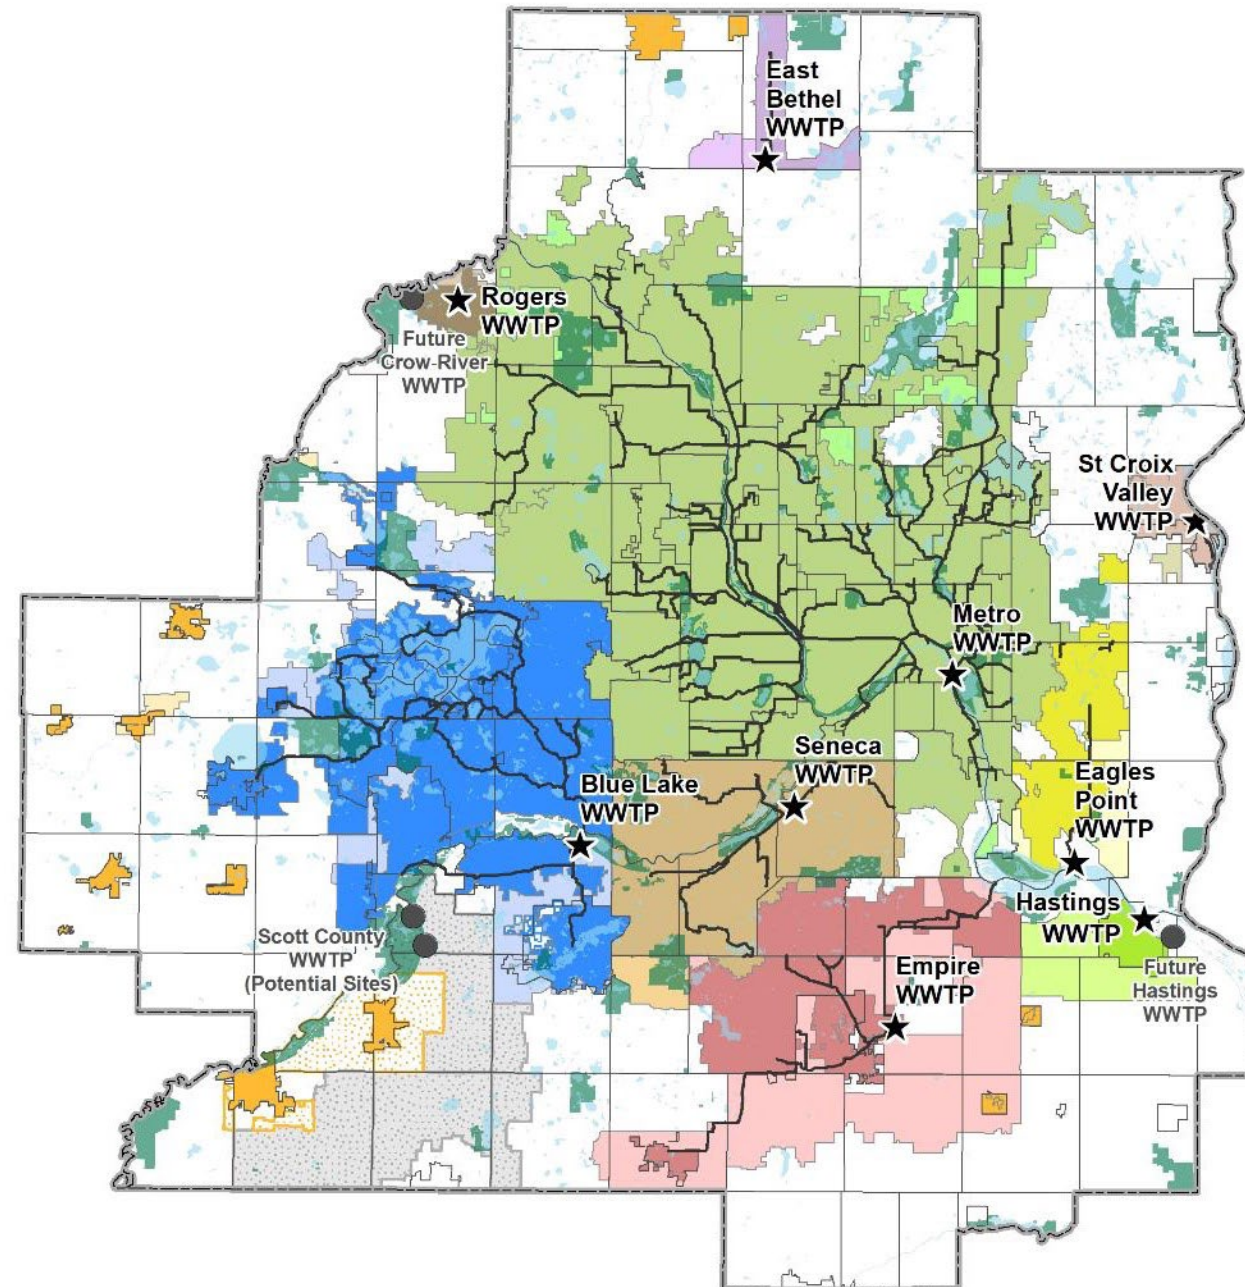 East
Bethel
WWTP
Rogers
WWTP
Future
Crow-River
WWTP
St Croix
Valley
WWTP
Metro
WWTP
Seneca
WWTP
Blue Lake
WWTP
Eagles
Point
WWTP
Hastings
WWTP
Scott County
WWTP
(Potential Sites)
Empire
WWTP
Future
Hastings
WWTP